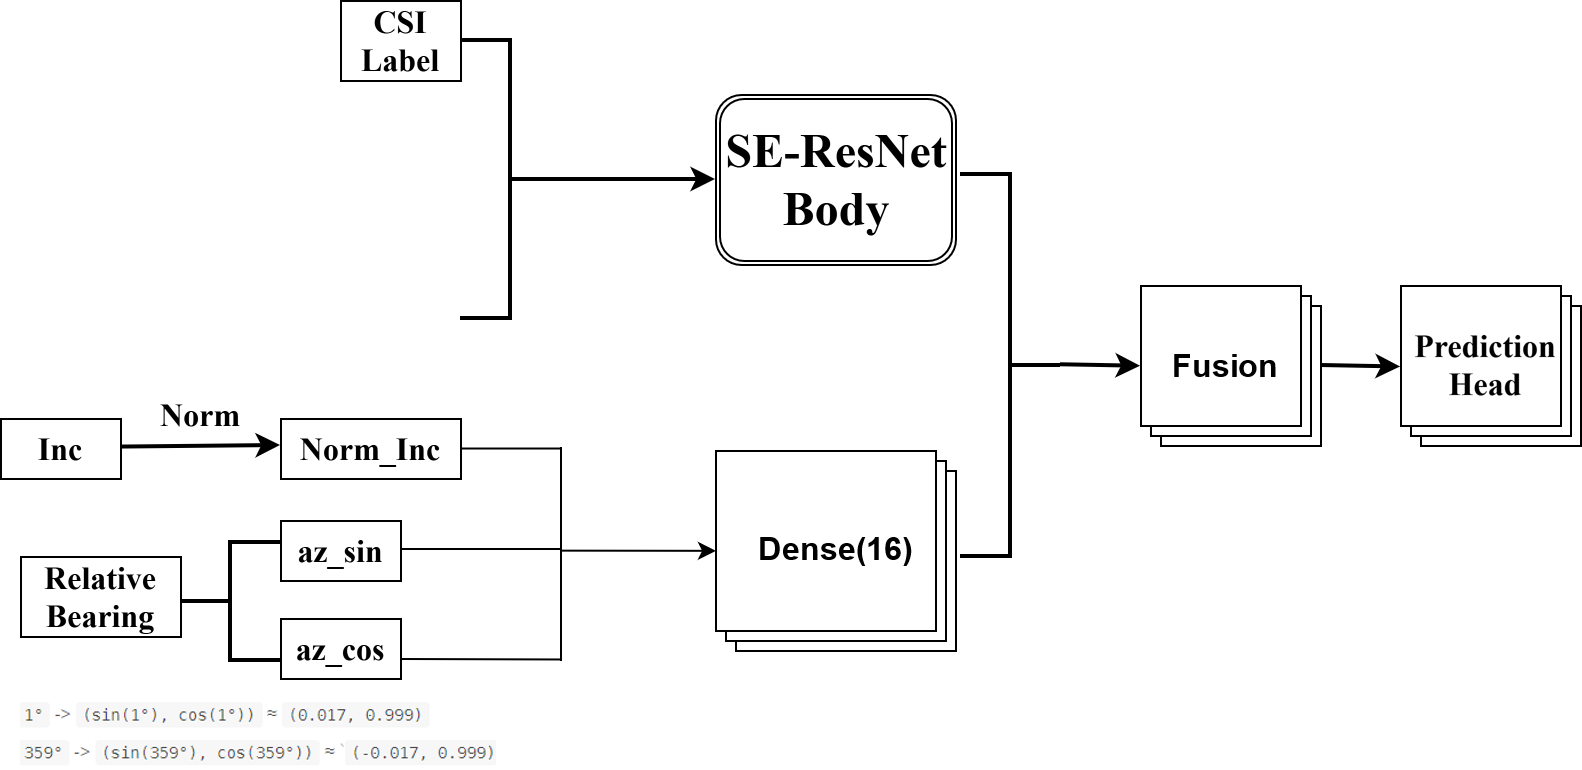 CSI
Label
SE-ResNet
Body
Fusion
Prediction
Head
Norm
Inc
Norm_Inc
az_sin
Relative
Bearing
az_cos
Dense(16)
1° -> (sin(1°), cos(1°)) ≈ (0.017, 0.999)
359° -> (sin(359°), cos(359°)) ≈ ` (-0.017, 0.999)